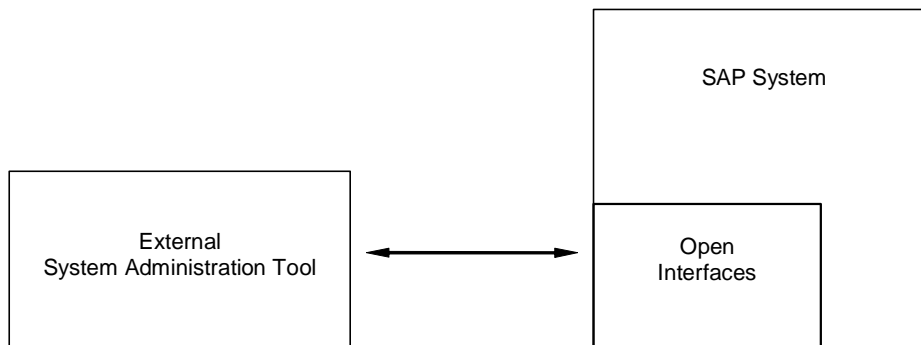 SAP System
External
System Administration Tool
Open
Interfaces